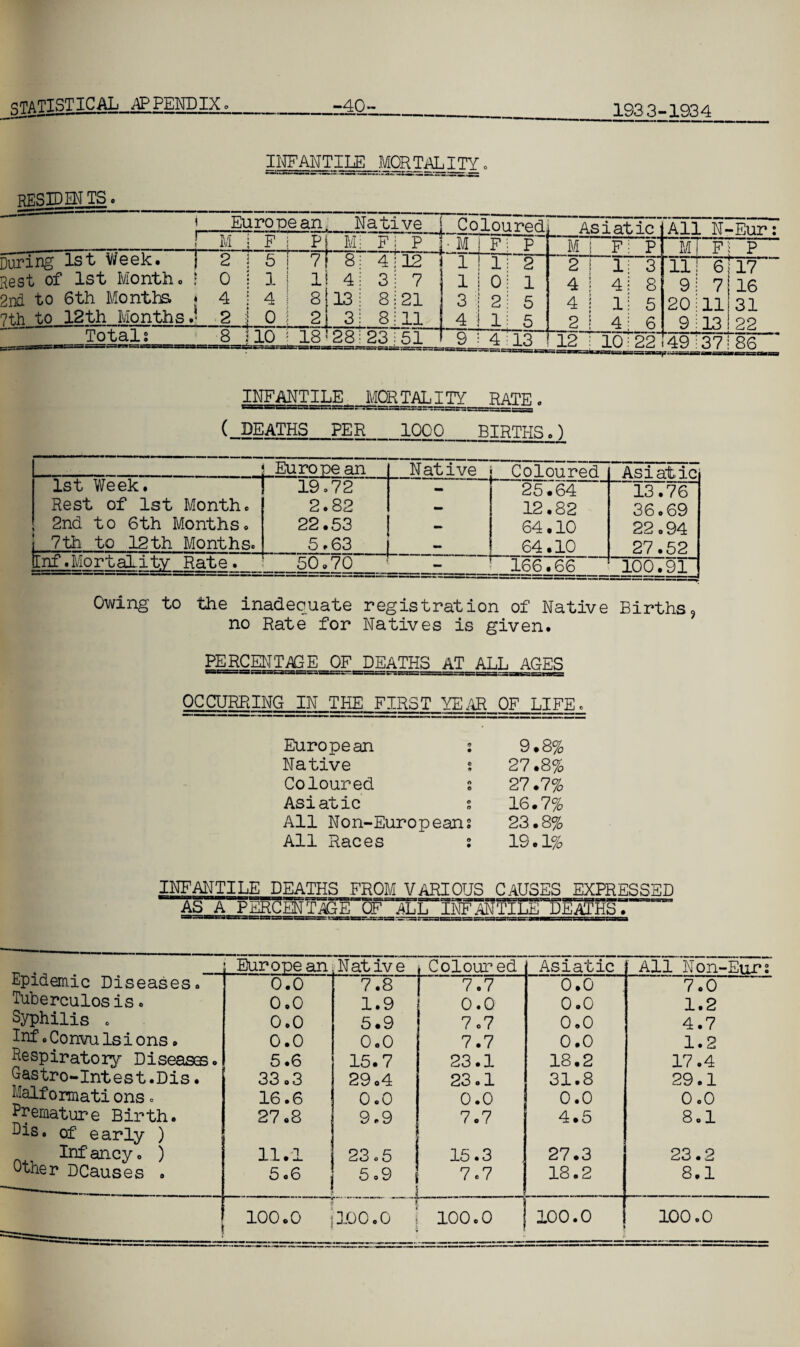 STATISTICAL APPENDIX. -40- 1933-1934
INFANTILE MORTALITY.
RESIDENTS.
European. Native Coloured Asiatic All N-Eur:
M F P M F P M F P M F P M F P
During 1st Week. 2 5 7 8 4 12 1 1 2 2 1 3 11 6 17
Rest of 1st Month. 0 1 1 4 3 7 1 0 1 4 4 8 9 7 16
2nd to 6th Months 4 4 8 13 8 21 3 2 5 4 1 5 20 11 31
7th to 12th Months. 2 0 2 3 8 11 4 1 5 2 4 6 9 13 22
Totals 8 10 18 28 23 51 9 4 13 12 10 22 49 37 86
INFANTILE MORTALITY RATE.
( DEATHS PER 1000 BIRTHS.)
European Native Coloured Asiatic
1st Week. 19.72 - 25.64 13.76
Rest of 1st Month. 2.82 - 12.82 36.69
2nd to 6th Months. 22.53 - 64.10 22.94
7th to 12th Months. 5.63 - 64.10 27.52
Inf.Mortality Rate. 50.70 - 166.66 100.91
Owing to the inadequate registration of Native Births,
no Rate for Natives is given.
PERCENTAGE OF DEATHS AT ALL AGES
OCCURRING IN THE FIRST YEAR OF LIFE.
European : 9.8%
Native : 27.8%
Coloured : 27.7%
Asiatic : 16.7%
All Non-European: 23.8%
All Races : 19.1%
INFANTILE DEATHS FROM VARIOUS CAUSES EXPRESSED
AS A PERCENTAGE OF ALL INFANTILE DEATHS.
European Native Coloured Asiatic All Non-Eur:
Epidemic Diseases. 0.0 7.8 7.7 0.0 7.0
Tuberculosis. 0.0 1.9 0.0 0.0 1.2
Syphilis . 0.0 5.9 7.7 0.0 4.7
Inf.Convulsions. 0.0 0.0 7.7 0.0 1.2
Respiratory Diseases. 5.6 15.7 23.1 18.2 17.4
Gastro-Intest.Dis. 33.3 29.4 23.1 31.8 29.1
Malformations. 16.6 0.0 0.0 0.0 0.0
Premature Birth. 27.8 9.9 7.7 4.5 8.1
Dis. of early )
Infancy. ) 11.1 23.5 15.3 27.3 23.2
Other DCauses . 5.6 5.9 7.7 18.2 8.1
100.0 100.0 100.0 100.0 100.0